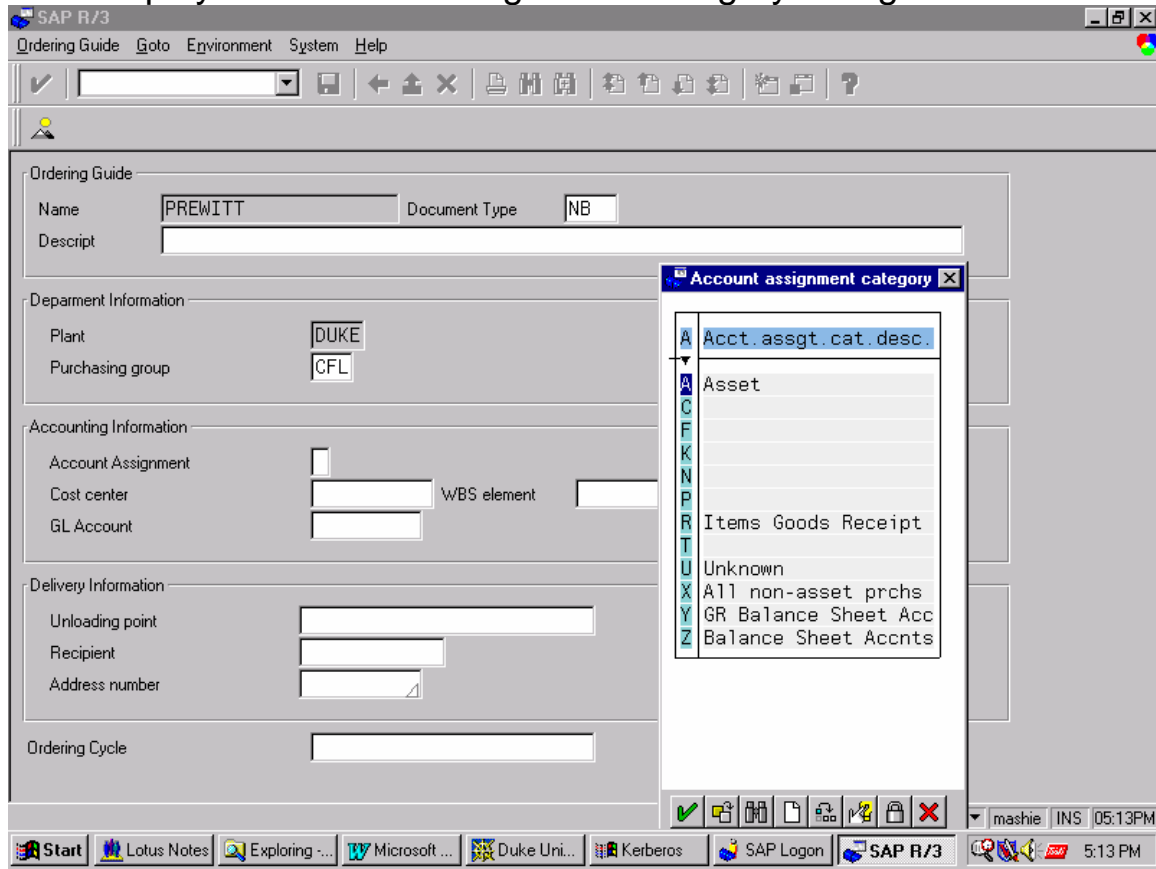 SAP R/3
Ordering Guide Goto Environment System Help
Ordering Guide
Name PREWITT Document Type NB
Descript
Account assignment category
Deparment Information
Plant DUKE
Purchasing group CFL
A Acct.assgt.cat.desc.
A Asset
C
F
K
N
P
R Items Goods Receipt
T
U Unknown
X All non-asset prchs
Y GR Balance Sheet Acc
Z Balance Sheet Accnts
Accounting Information
Account Assignment
Cost center WBS element
GL Account
Delivery Information
Unloading point
Recipient
Address number
Ordering Cycle
mashie INS 05:13PM
Start Lotus Notes Exploring -... Microsoft ... Duke Uni... Kerberos SAP Logon SAP R/3 5:13 PM